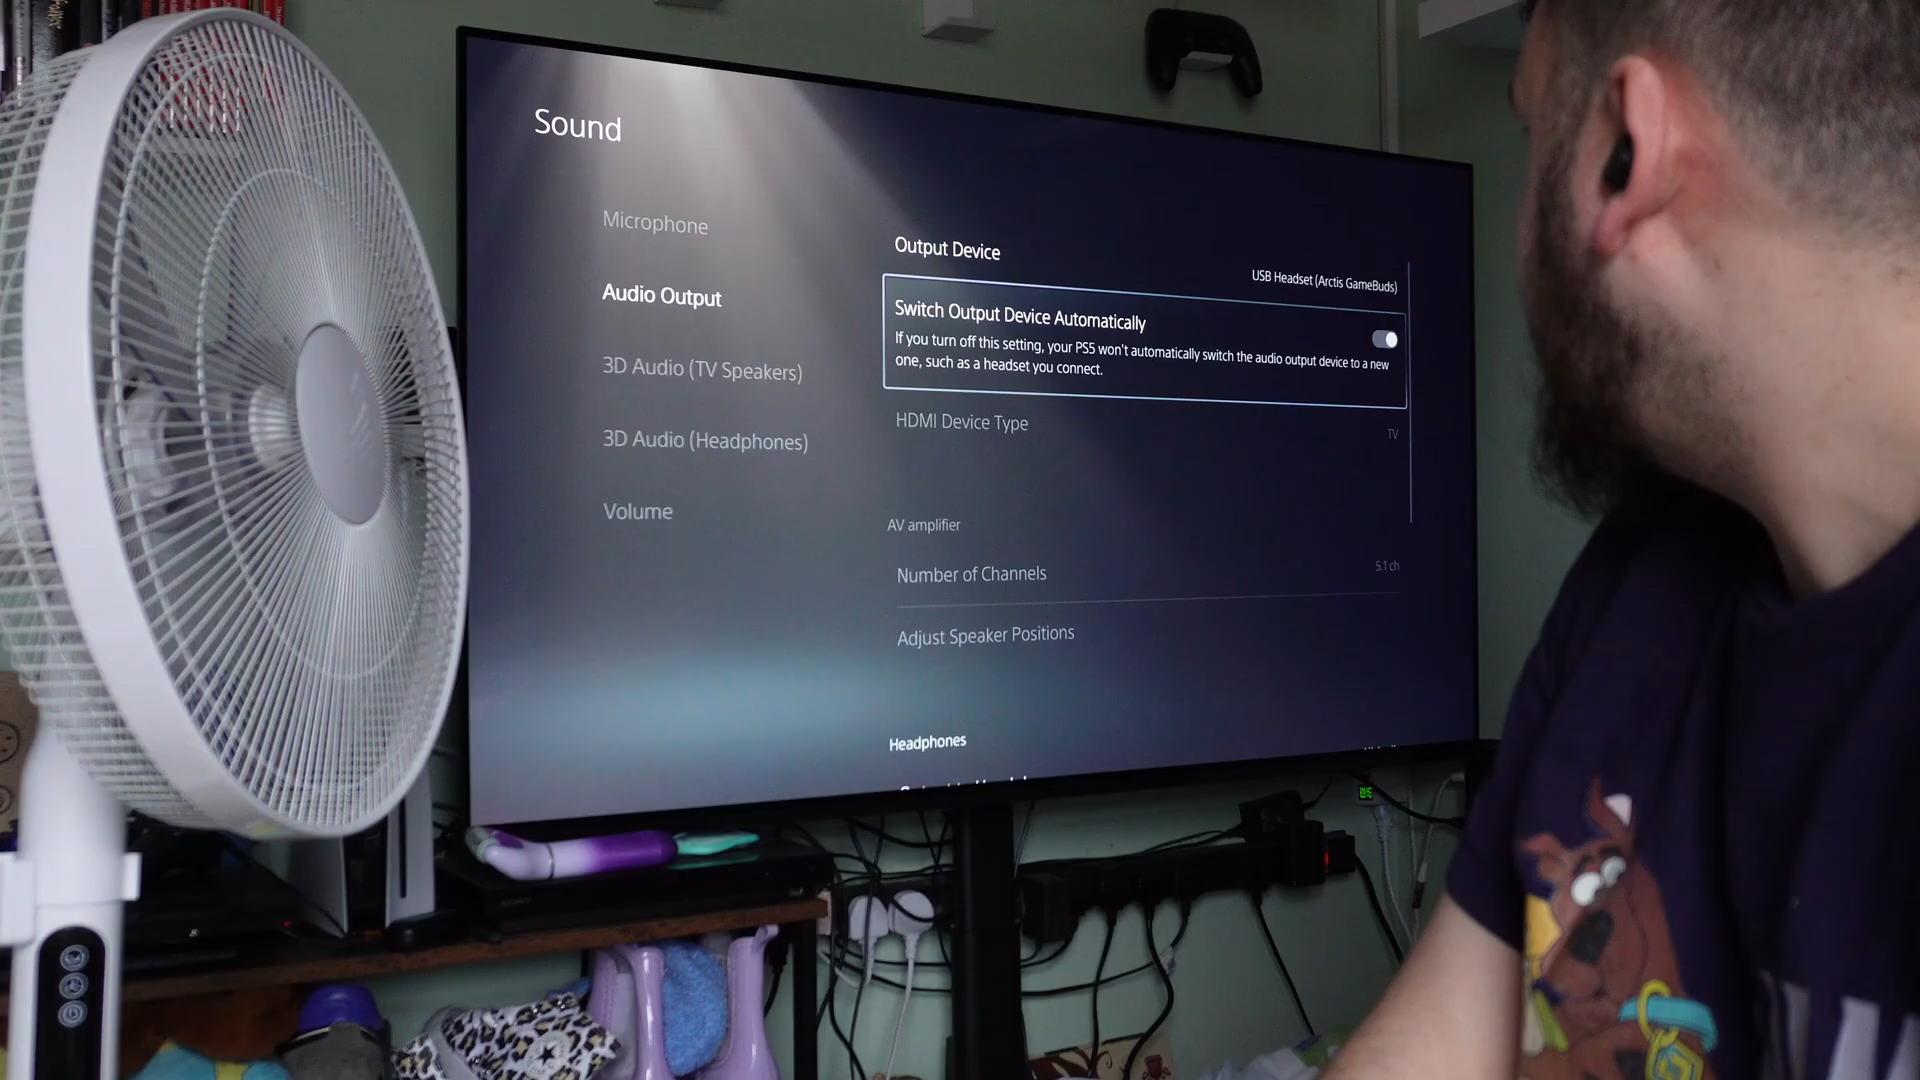 Sound
Microphone
Audio Output
3D Audio (TV Speakers)
3D Audio (Headphones)
Volume
Output Device
USB Headset (Arctis GameBuds)
Switch Output Device Automatically
If you turn off this setting, your PS5 won't automatically switch the audio output device to a new
one, such as a headset you connect.
HDMI Device Type
TV
AV amplifier
Number of Channels
5.1 ch
Adjust Speaker Positions
Headphones
SONY